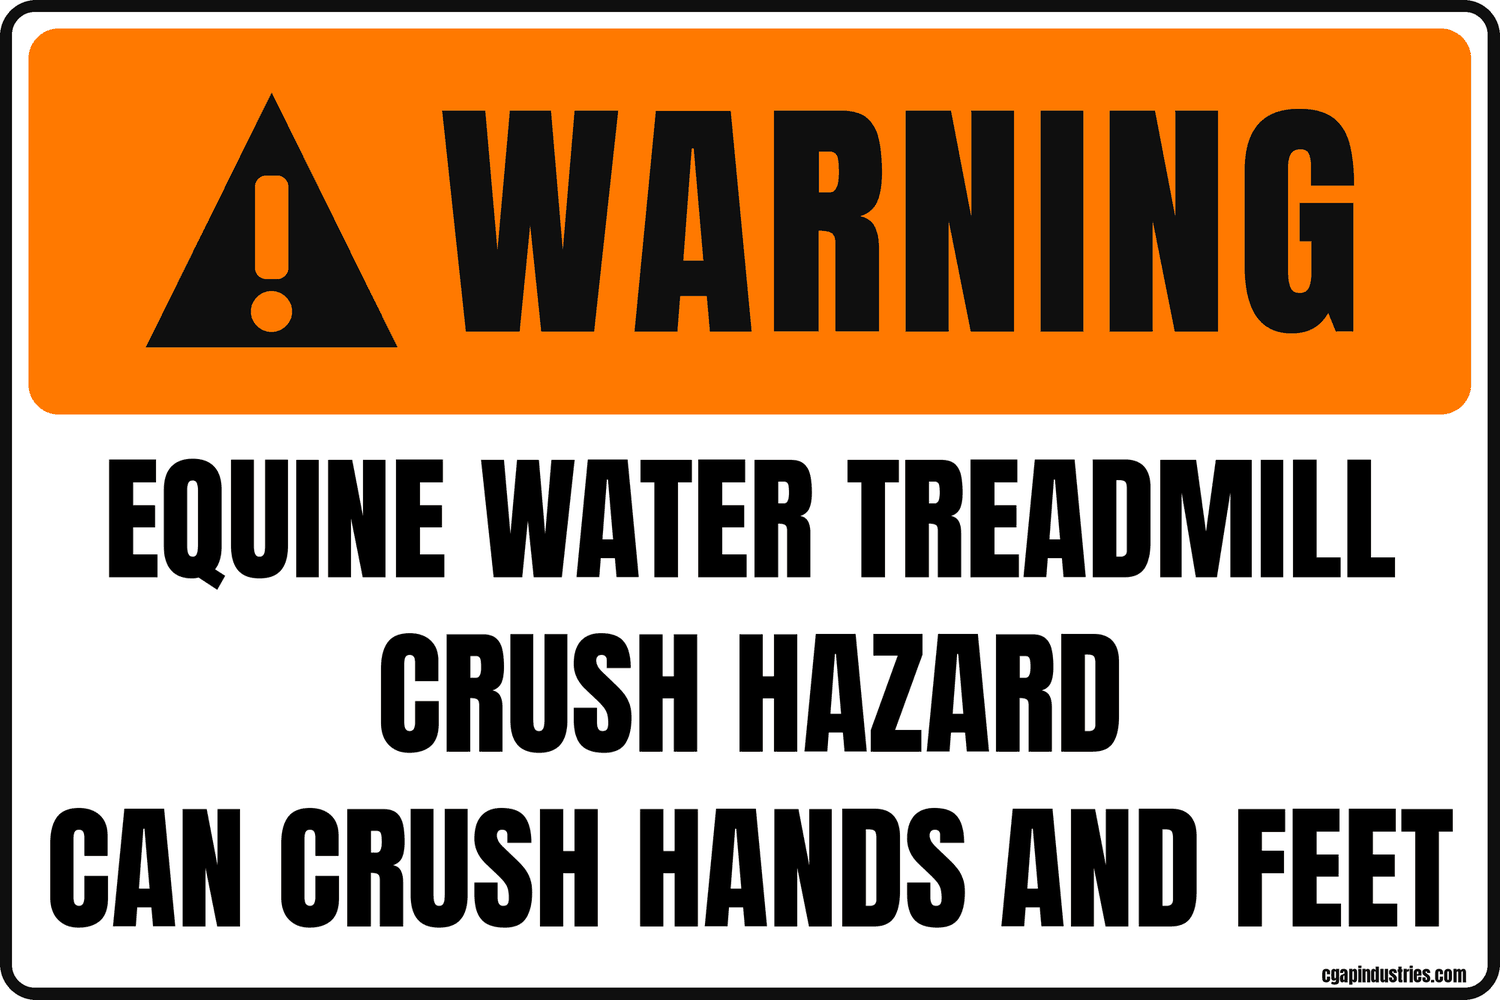 WARNING
EQUINE WATER TREADMILL
CRUSH HAZARD
CAN CRUSH HANDS AND FEET
cgapindustries.com